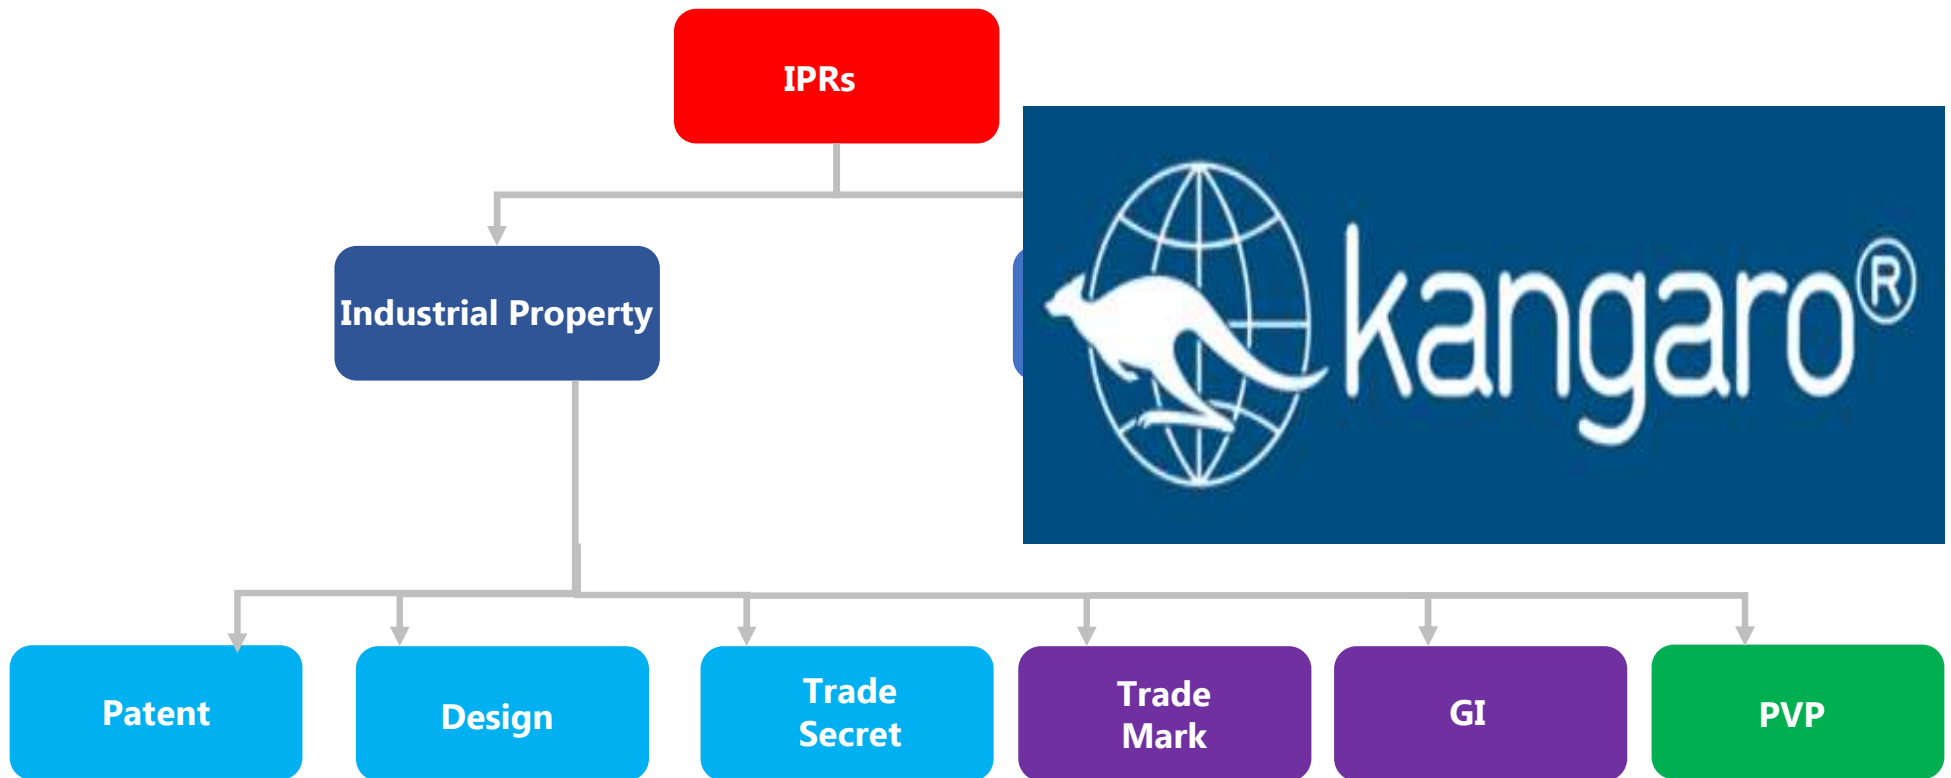 IPRs
kangaro®
Industrial Property
Patent
Design
Trade
Secret
Trade
Mark
GI
PVP